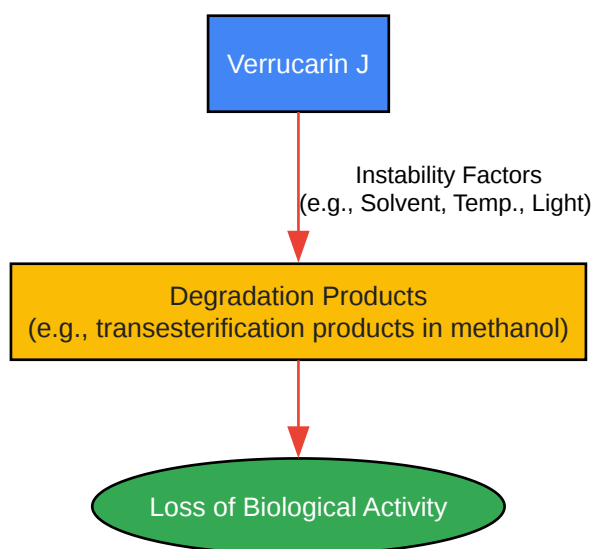 Verrucarin J
Instability Factors
(e.g., Solvent, Temp., Light)
Degradation Products
(e.g., transesterification products in methanol)
Loss of Biological Activity